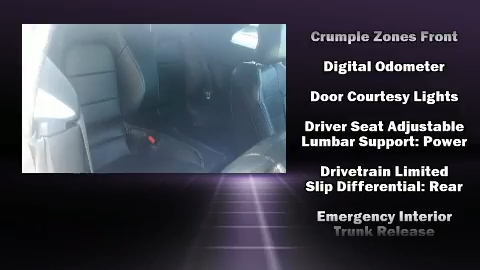 Crumple Zones Front
Digital Odometer
Door Courtesy Lights
Driver Seat Adjustable
Lumbar Support: Power
Drivetrain Limited
Slip Differential: Rear
Emergency Interior
Trunk Release